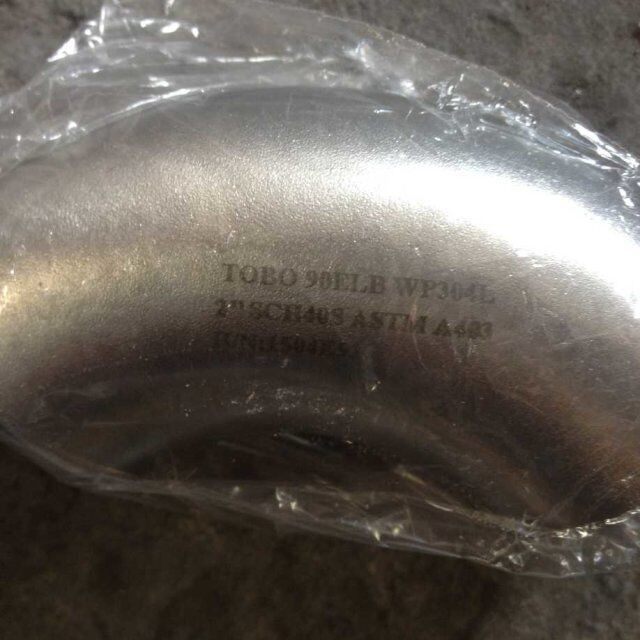 TOBO 90ELB WP304L
2" SCH40S ASTM A403